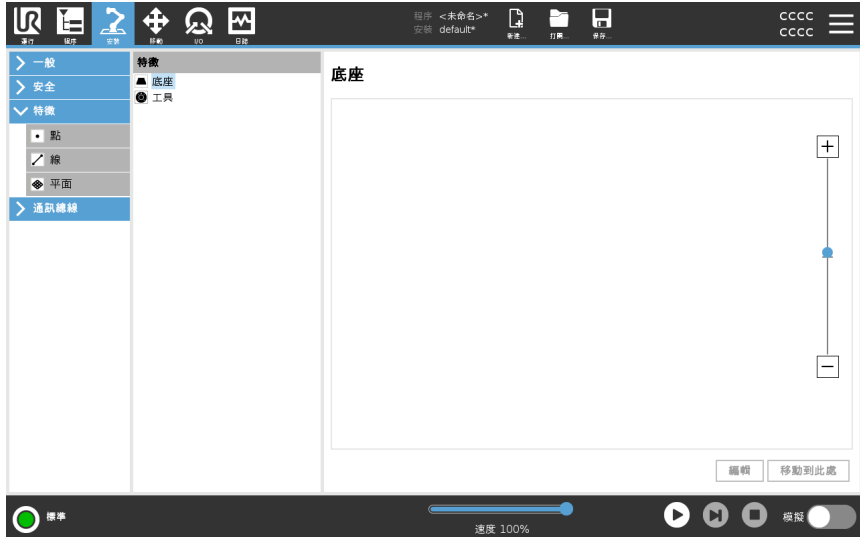 運行 程序 安裝 移動 I/O 日誌
程序 <未命名>*
安裝 default*
新建... 打開... 保存...
cccc
cccc
一般
安全
特徵
點
線
平面
通訊總線
特徵
底座
工具
底座
+
−
編輯 移動到此處
標準
速度 100%
模擬